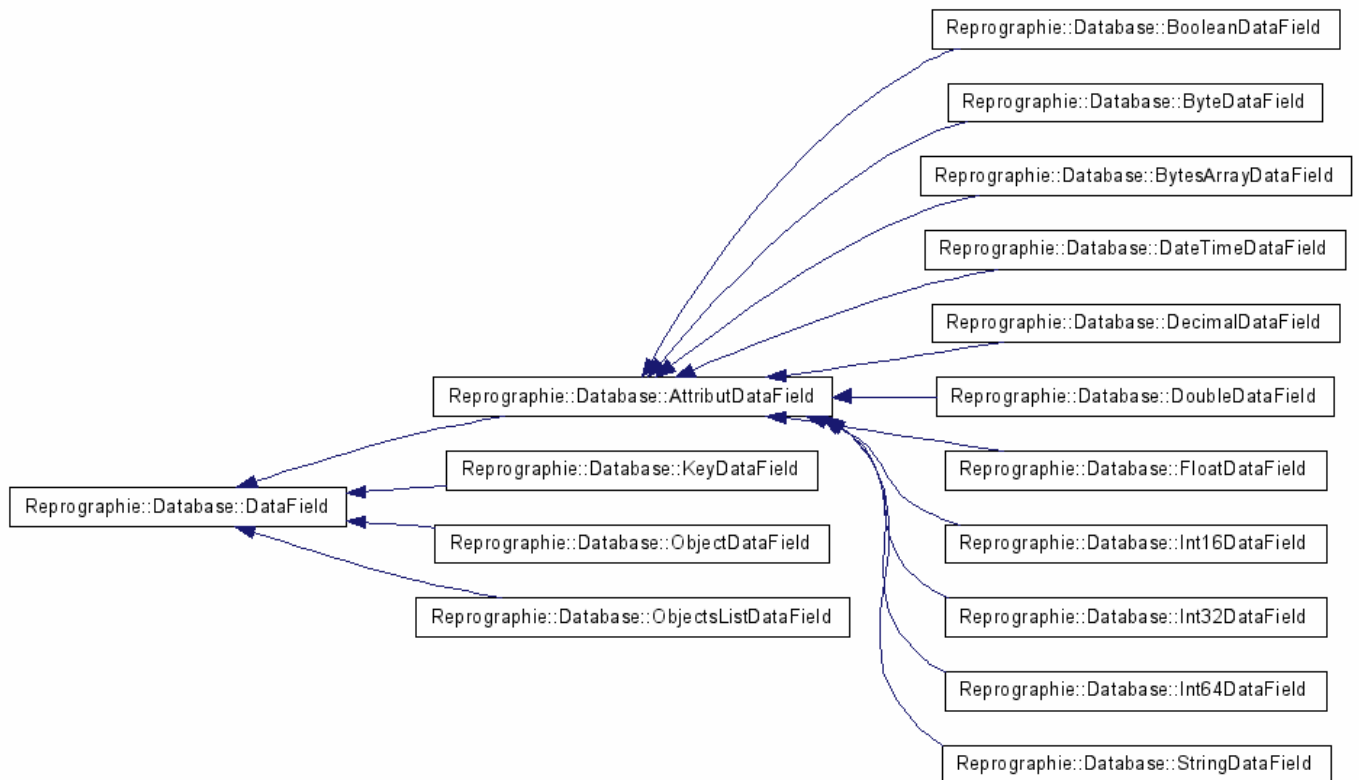 Reprographie::Database::BooleanDataField
Reprographie::Database::ByteDataField
Reprographie::Database::BytesArrayDataField
Reprographie::Database::DateTimeDataField
Reprographie::Database::DecimalDataField
Reprographie::Database::AttributDataField
Reprographie::Database::DoubleDataField
Reprographie::Database::KeyDataField
Reprographie::Database::FloatDataField
Reprographie::Database::DataField
Reprographie::Database::ObjectDataField
Reprographie::Database::Int16DataField
Reprographie::Database::ObjectsListDataField
Reprographie::Database::Int32DataField
Reprographie::Database::Int64DataField
Reprographie::Database::StringDataField